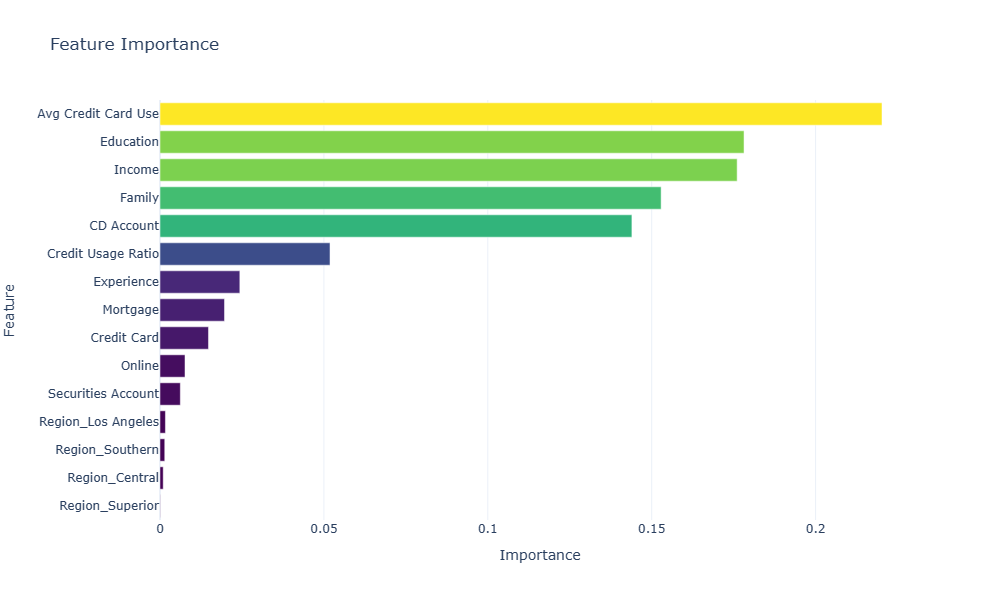 Feature Importance
Avg Credit Card Use
Education
Income
Family
CD Account
Credit Usage Ratio
Experience
Mortgage
Credit Card
Online
Securities Account
Region_Los Angeles
Region_Southern
Region_Central
Region_Superior
Feature
0
0.05
0.1
0.15
0.2
Importance